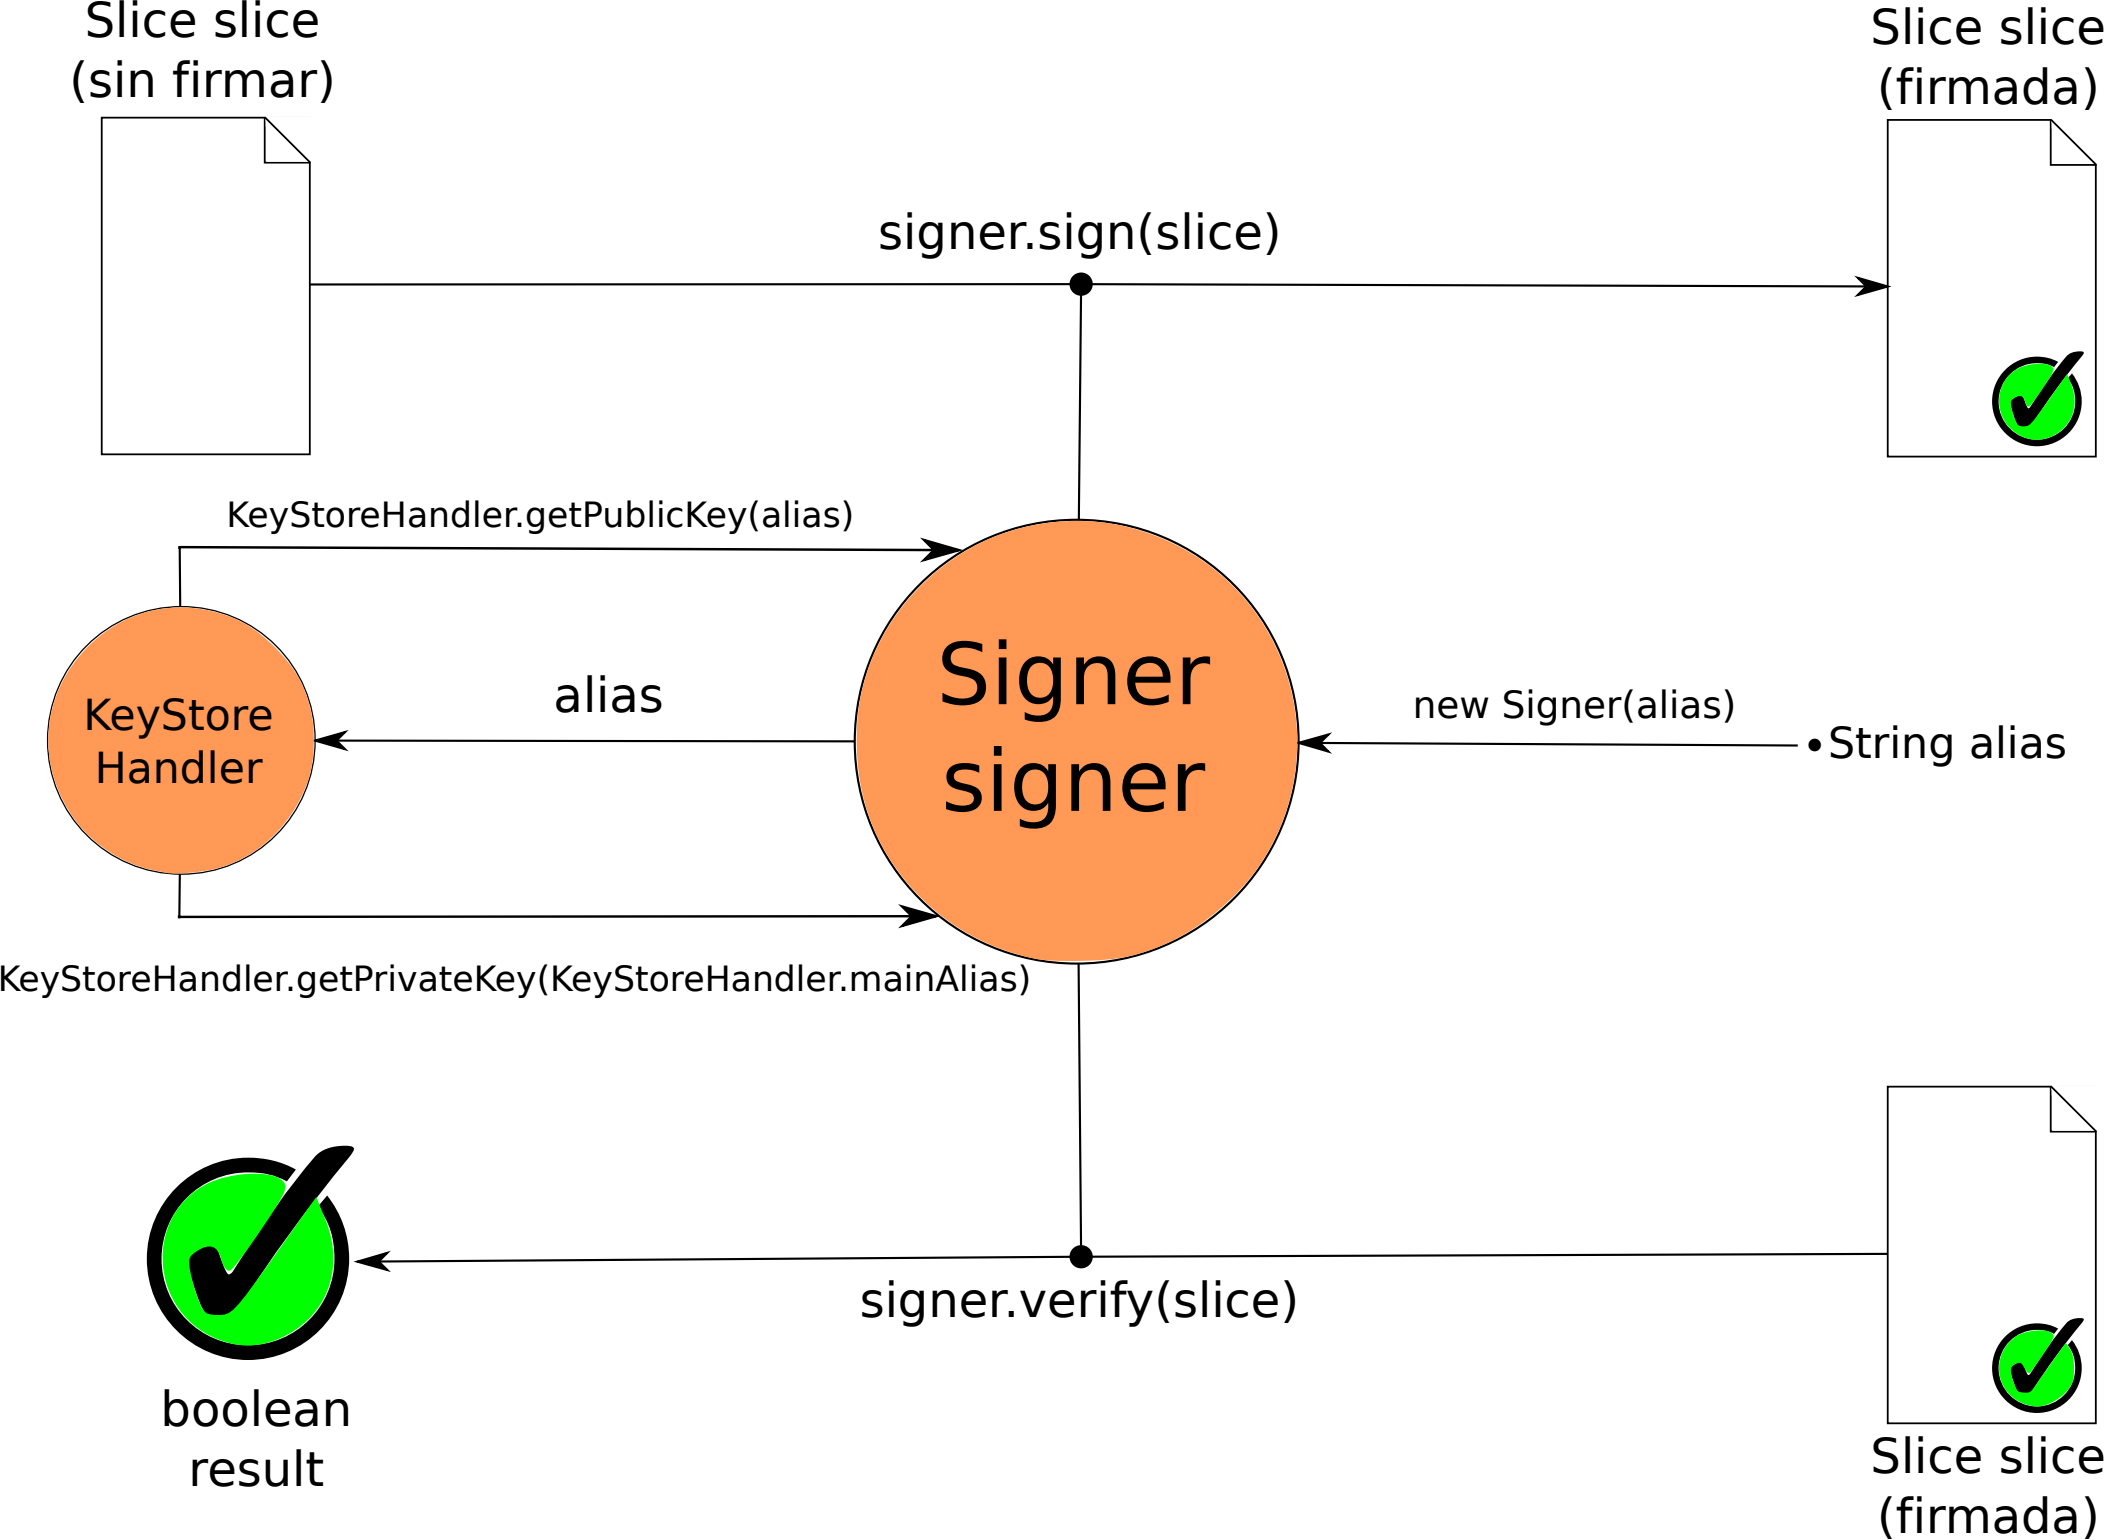 Slice slice
(sin firmar)
Slice slice
(firmada)
signer.sign(slice)
KeyStoreHandler.getPublicKey(alias)
KeyStore
Handler
alias
Signer
signer
new Signer(alias)
String alias
KeyStoreHandler.getPrivateKey(KeyStoreHandler.mainAlias)
signer.verify(slice)
boolean
result
Slice slice
(firmada)